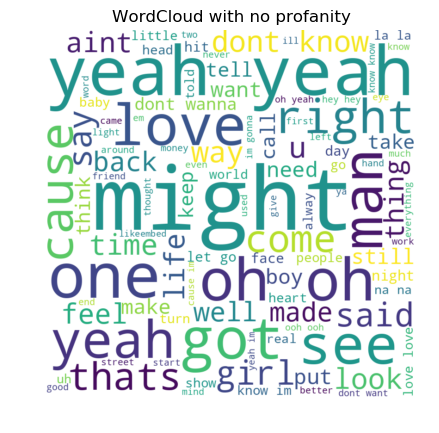 WordCloud with no profanity
aint little two ill never la la
head hit dont know know
yeah yeah know know
told tell want
word baby dont wanna oh yeah hey hey eye
came em love im gonna first right
cause say light call left
around money way u day take
back need go much
think friend even world hand
thought keep give alway man thing
might used ya everything
time likeembed come work
life let go face people still
one cause im oh boy oh night
feel end make heart na na
turn well made said
ooh ooh
yeah got real yeah im see
street start girl put look love love
uh thats show
good mind know im better dont want